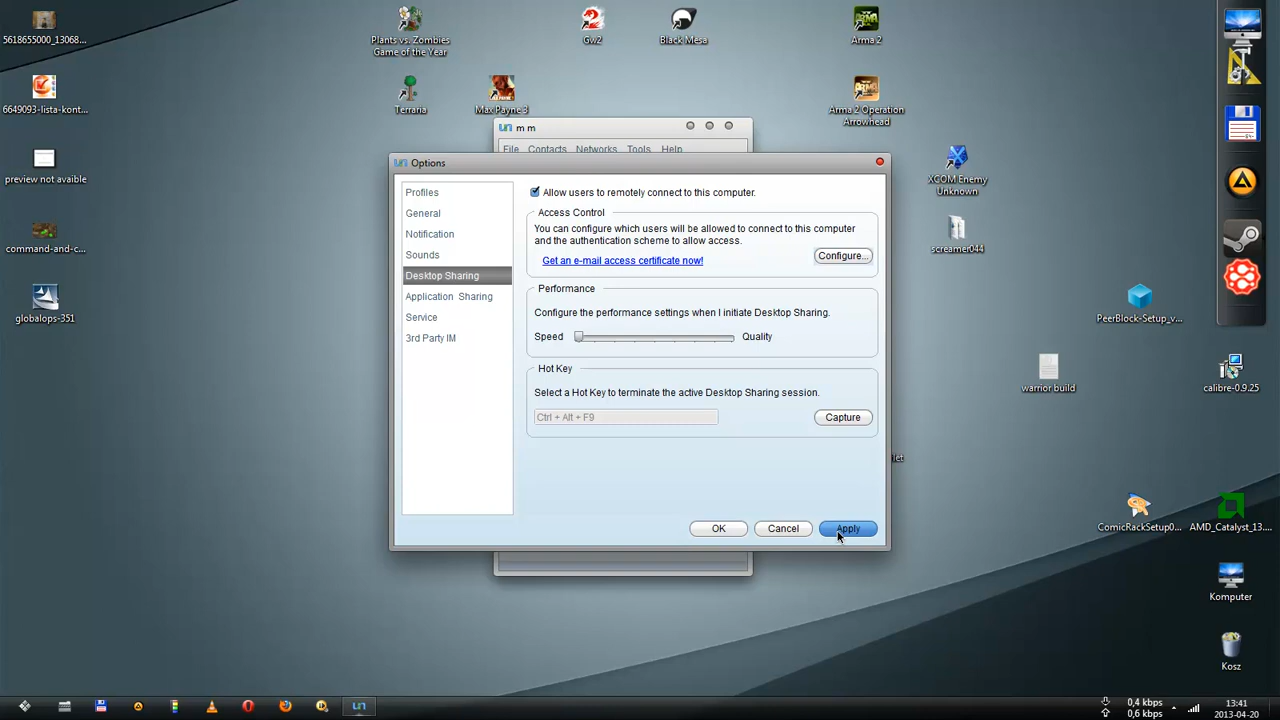 5618655000_13068...
Plants vs. Zombies
Game of the Year
Gw2
Black Mesa
Arma 2
6649093-lista-kont...
Terraria
Max Payne 3
Arma 2 Operation
Arrowhead
m m
File Contacts Networks Tools Help
preview not avaible
XCOM Enemy
Unknown
command-and-c...
screamer044
globalops-351
PeerBlock-Setup_v...
warrior build
calibre-0.9.25
Options
Profiles
General
Notification
Sounds
Desktop Sharing
Application Sharing
Service
3rd Party IM
Allow users to remotely connect to this computer.
Access Control
You can configure which users will be allowed to connect to this computer
and the authentication scheme to allow access.
Get an e-mail access certificate now!
Configure...
Performance
Configure the performance settings when I initiate Desktop Sharing.
Speed
Quality
Hot Key
Select a Hot Key to terminate the active Desktop Sharing session.
Ctrl + Alt + F9
Capture
OK
Cancel
Apply
let
ComicRackSetup0...
AMD_Catalyst_13....
Komputer
Kosz
0,4 kbps
0,6 kbps
13:41
2013-04-20